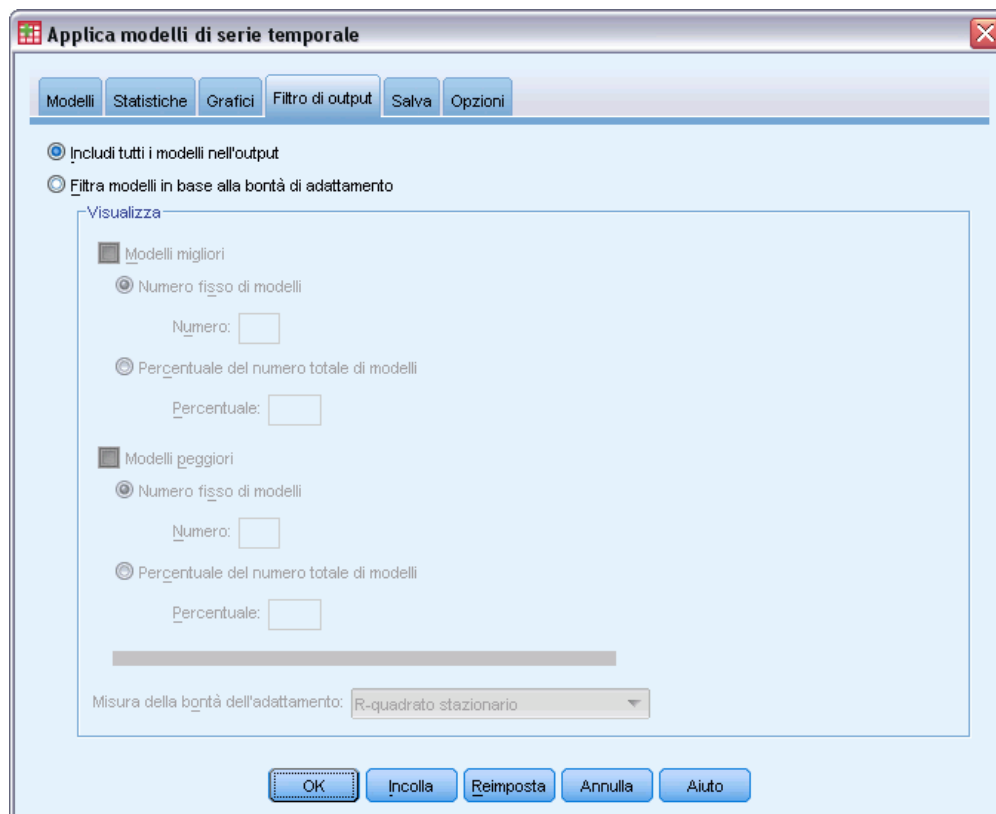 Applica modelli di serie temporale
Modelli Statistiche Grafici Filtro di output Salva Opzioni
Includi tutti i modelli nell'output
Filtra modelli in base alla bontà di adattamento
Visualizza
Modelli migliori
Numero fisso di modelli
Numero:
Percentuale del numero totale di modelli
Percentuale:
Modelli peggiori
Numero fisso di modelli
Numero:
Percentuale del numero totale di modelli
Percentuale:
Misura della bontà dell'adattamento: R-quadrato stazionario
OK Incolla Reimposta Annulla Aiuto